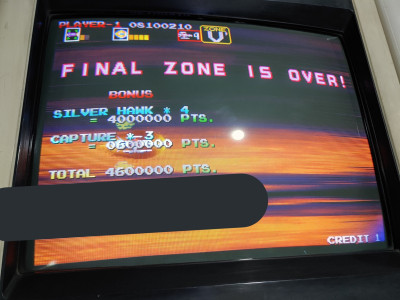 PLAYER-1 08100210
ZONE
V'
FINAL ZONE IS OVER!
BONUS
SILVER HAWK * 4
= 4000000 PTS.
CAPTURE * 3
= 0600000 PTS.
TOTAL 4600000 PTS.
CREDIT 1